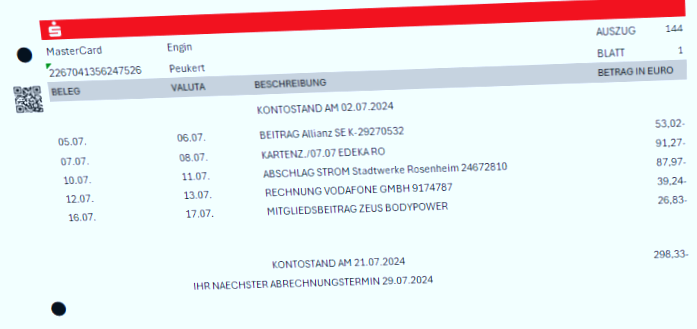 MasterCard Engin AUSZUG 144
2267041356247526 Peukert BLATT 1
BELEG VALUTA BESCHREIBUNG BETRAG IN EURO
KONTOSTAND AM 02.07.2024
05.07. 06.07. BEITRAG Allianz SE K-29270532 53,02-
07.07. 08.07. KARTENZ./07.07 EDEKA RO 91,27-
10.07. 11.07. ABSCHLAG STROM Stadtwerke Rosenheim 24672810 87,97-
12.07. 13.07. RECHNUNG VODAFONE GMBH 9174787 39,24-
16.07. 17.07. MITGLIEDSBEITRAG ZEUS BODYPOWER 26,83-
KONTOSTAND AM 21.07.2024 298,33-
IHR NAECHSTER ABRECHNUNGSTERMIN 29.07.2024